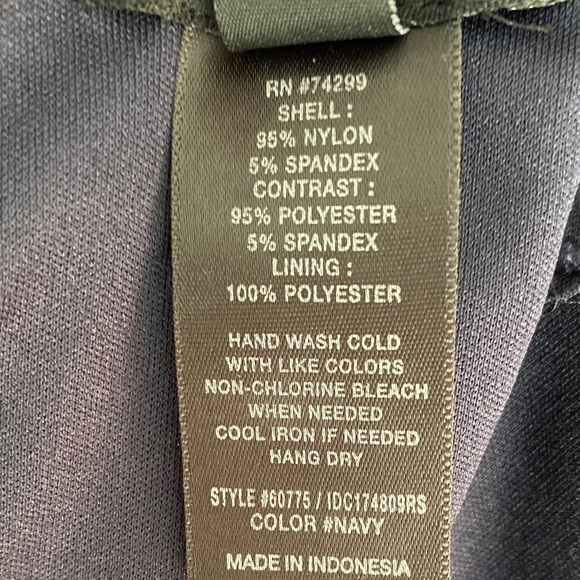 RN #74299
SHELL :
95% NYLON
5% SPANDEX
CONTRAST :
95% POLYESTER
5% SPANDEX
LINING :
100% POLYESTER
HAND WASH COLD
WITH LIKE COLORS
NON-CHLORINE BLEACH
WHEN NEEDED
COOL IRON IF NEEDED
HANG DRY
STYLE #60775 / IDC174809RS
COLOR #NAVY
MADE IN INDONESIA